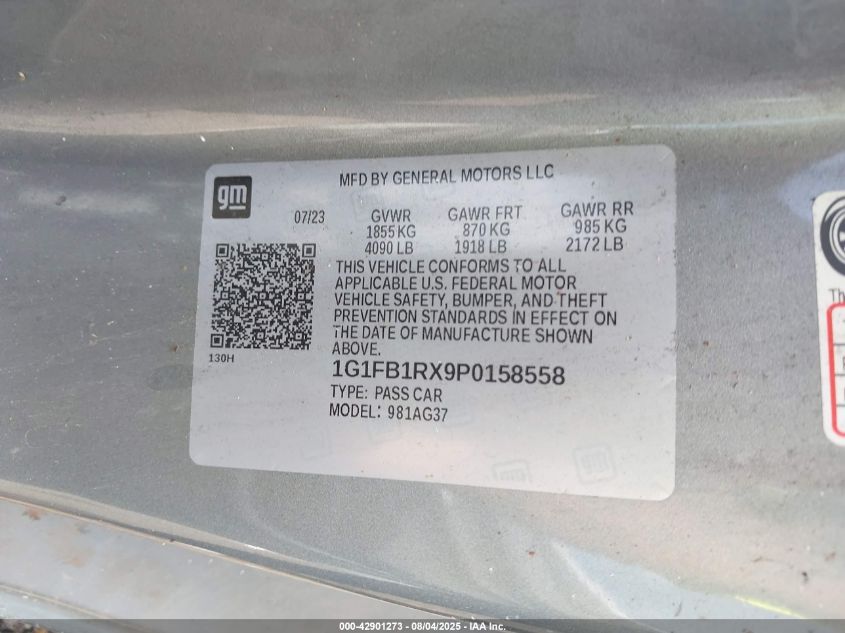 MFD BY GENERAL MOTORS LLC
gm
07/23 GVWR GAWR FRT GAWR RR
1855 KG 870 KG 985 KG
4090 LB 1918 LB 2172 LB
THIS VEHICLE CONFORMS TO ALL
APPLICABLE U.S. FEDERAL MOTOR
VEHICLE SAFETY, BUMPER, AND THEFT
PREVENTION STANDARDS IN EFFECT ON
THE DATE OF MANUFACTURE SHOWN
ABOVE.
130H
1G1FB1RX9P0158558
TYPE: PASS CAR
MODEL: 981AG37
000-42901273 - 08/04/2025 - IAA Inc.